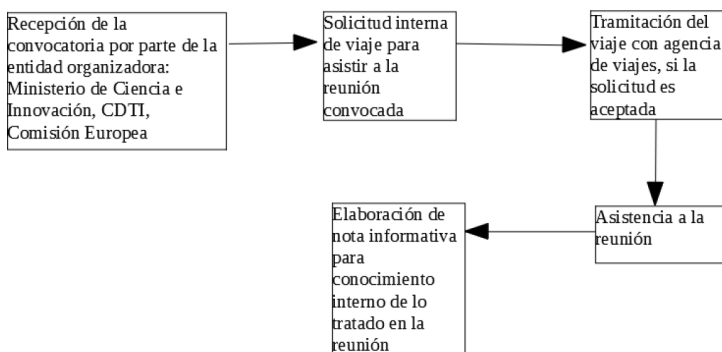 Recepción de la
convocatoria por parte de la
entidad organizadora:
Ministerio de Ciencia e
Innovación, CDTI,
Comisión Europea
Solicitud interna
de viaje para
asistir a la
reunión
convocada
Tramitación del
viaje con agencia
de viajes, si la
solicitud es
aceptada
Asistencia a la
reunión
Elaboración de
nota informativa
para
conocimiento
interno de lo
tratado en la
reunión